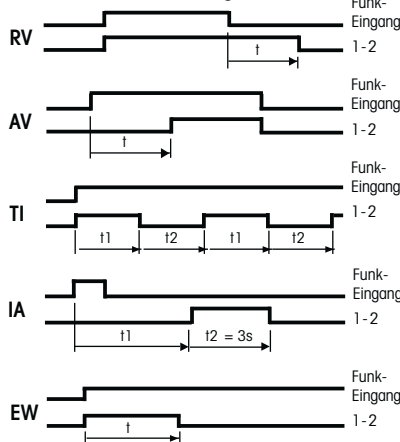 Funk-
Eingang
RV
1-2
t
Funk-
Eingang
AV
1-2
t
Funk-
Eingang
TI
1-2
t1 t2 t1 t2
Funk-
Eingang
IA
1-2
t1 t2 = 3s
Funk-
Eingang
EW
1-2
t